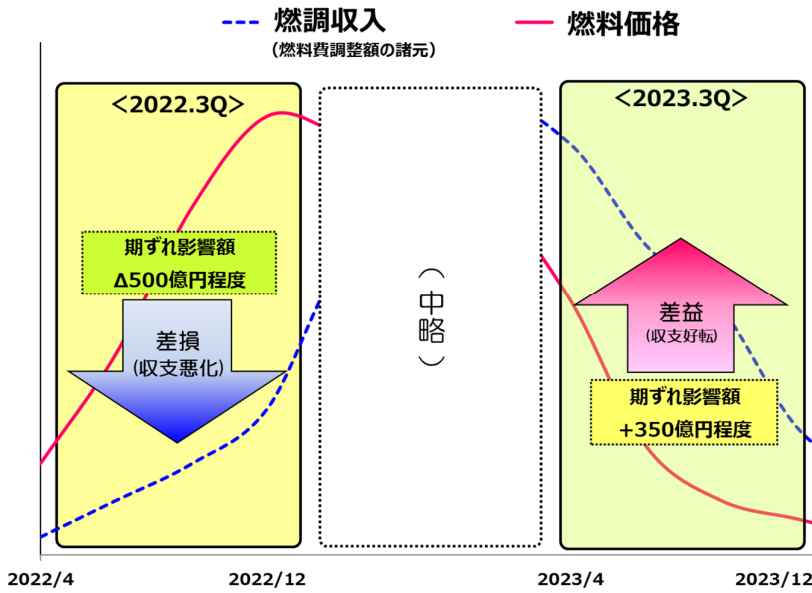 燃調収入
（燃料費調整額の諸元）
燃料価格
＜2022.3Q＞
＜2023.3Q＞
期ずれ影響額
Δ500億円程度
差損
(収支悪化)
（中略）
差益
(収支好転)
期ずれ影響額
+350億円程度
2022/4
2022/12
2023/4
2023/12